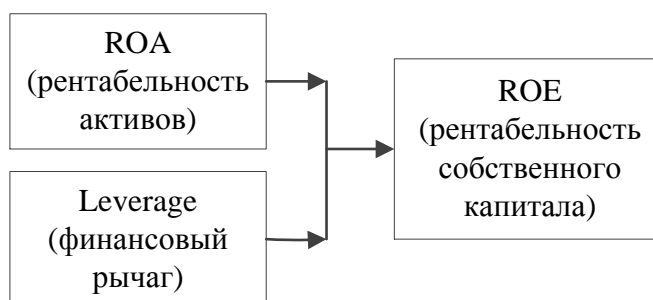 ROA
(рентабельность
активов)
Leverage
(финансовый
рычаг)
ROE
(рентабельность
собственного
капитала)